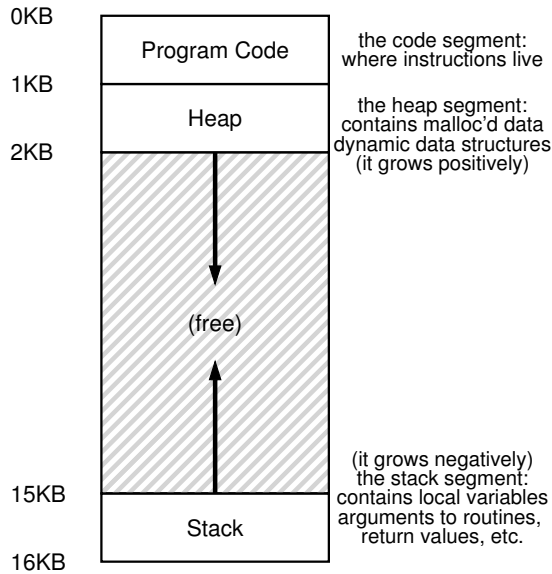 0KB
Program Code
the code segment:
where instructions live
1KB
Heap
the heap segment:
contains malloc'd data
dynamic data structures
(it grows positively)
2KB
(free)
(it grows negatively)
the stack segment:
contains local variables
arguments to routines,
return values, etc.
15KB
Stack
16KB